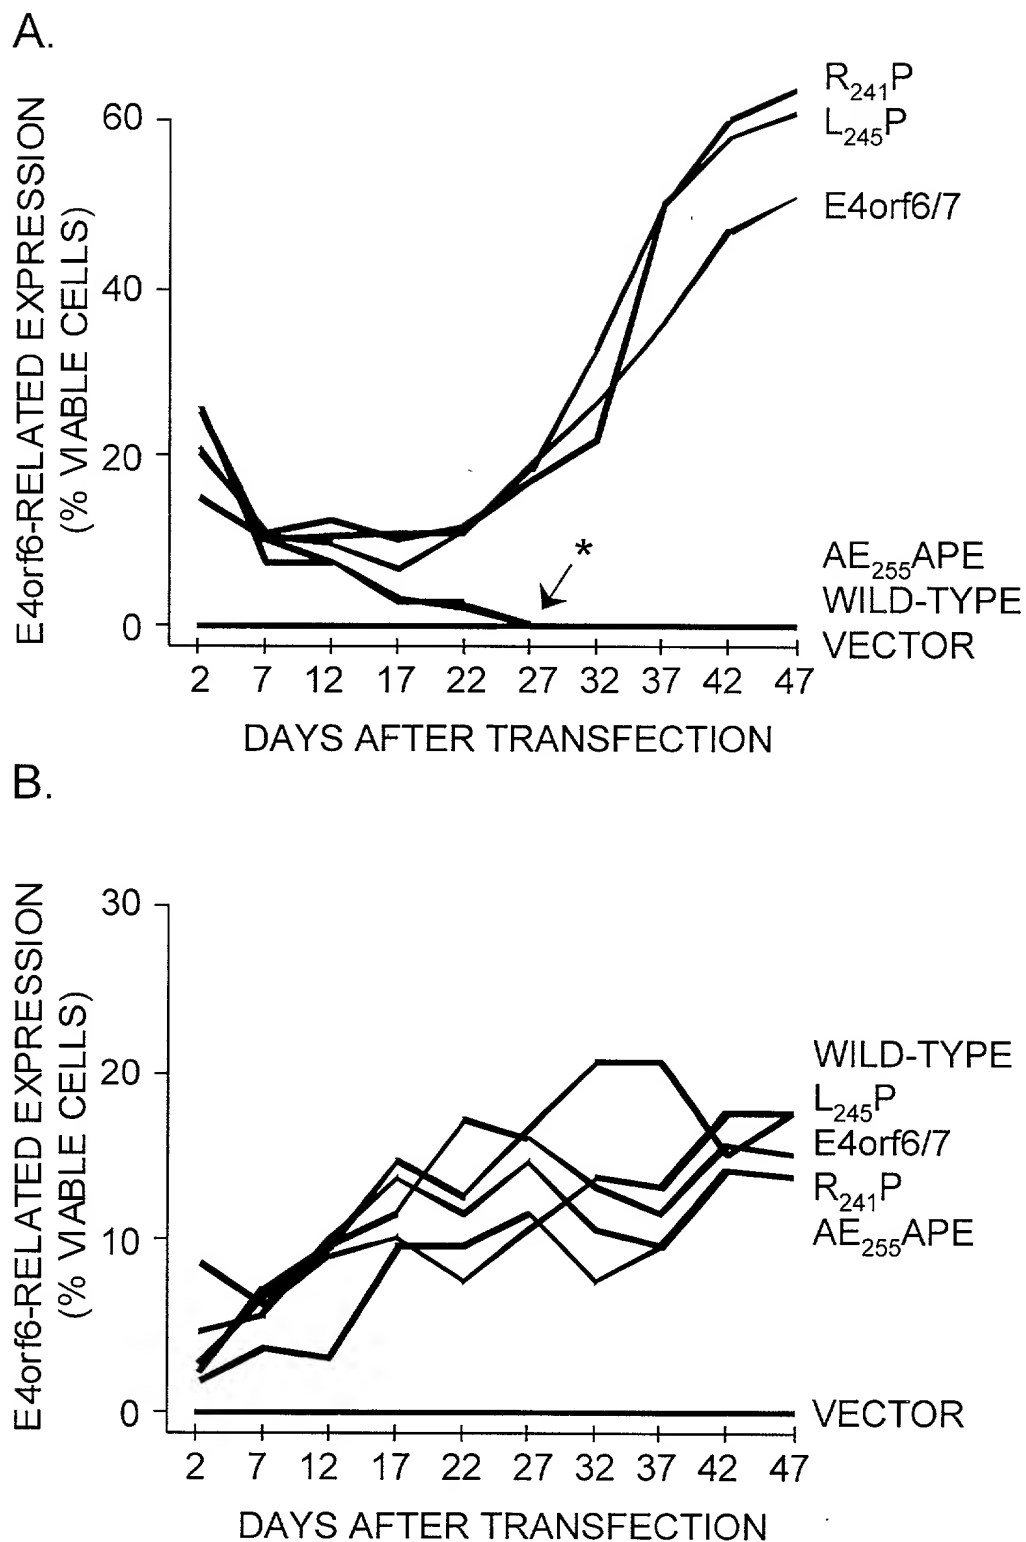 A.
E4orf6-RELATED EXPRESSION
(% VIABLE CELLS)
60
40
20
0
R241P
L245P
E4orf6/7
*
AE255APE
WILD-TYPE
VECTOR
2 7 12 17 22 27 32 37 42 47
DAYS AFTER TRANSFECTION
B.
E4orf6-RELATED EXPRESSION
(% VIABLE CELLS)
30
20
10
0
WILD-TYPE
L245P
E4orf6/7
R241P
AE255APE
VECTOR
2 7 12 17 22 27 32 37 42 47
DAYS AFTER TRANSFECTION